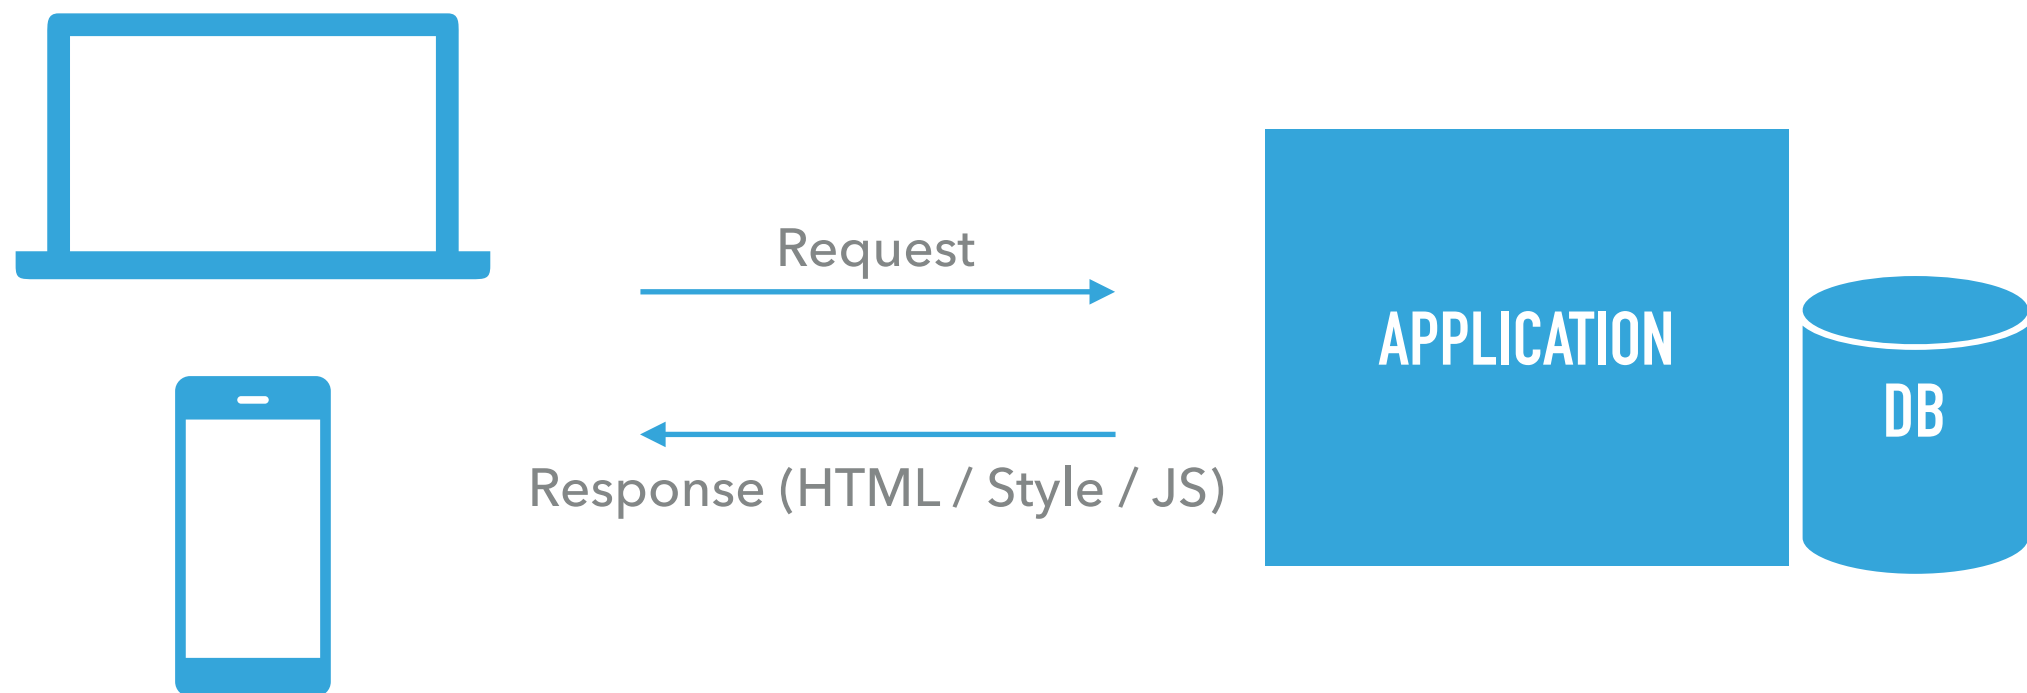 Request
APPLICATION
DB
Response (HTML / Style / JS)